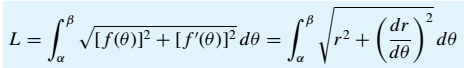 L = ∫_α^β √([f(θ)]² + [f′(θ)]²) dθ = ∫_α^β √(r² + (dr/dθ)²) dθ